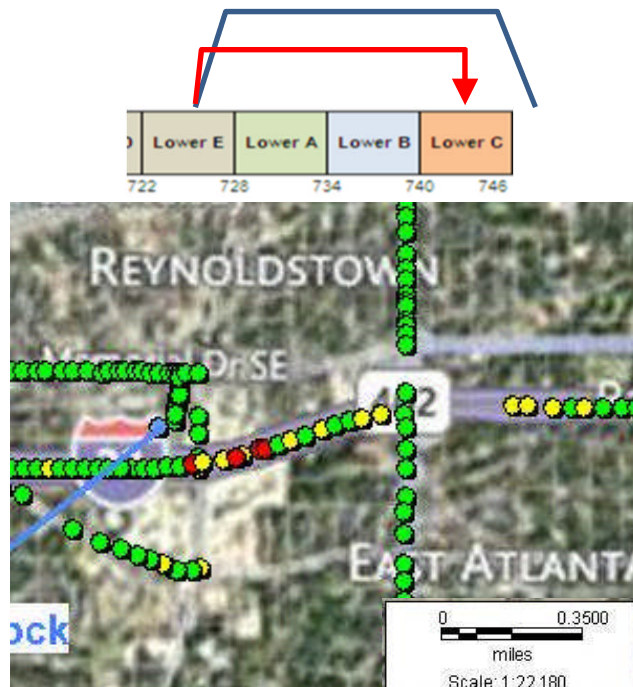 Lower E Lower A Lower B Lower C
722 728 734 740 746
REYNOLDSTOWN
Dr SE
EAST ATLANTA
ock
0 0.3500
miles
Scale: 1:22,180